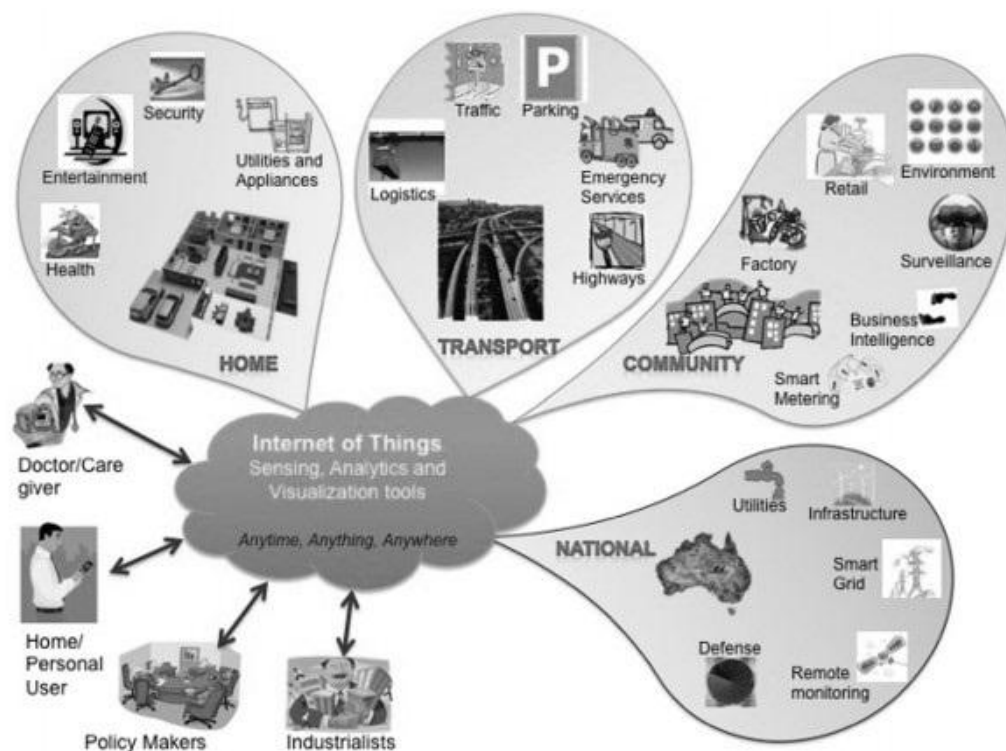 Security
Entertainment
Utilities and
Appliances
Health
HOME
Traffic
P
Parking
Logistics
Emergency
Services
Highways
TRANSPORT
Retail
Environment
Factory
Surveillance
COMMUNITY
Business
Intelligence
Smart
Metering
Internet of Things
Sensing, Analytics and
Visualization tools
Anytime, Anything, Anywhere
Doctor/Care
giver
Home/
Personal
User
Policy Makers
Industrialists
NATIONAL
Utilities
Infrastructure
Smart
Grid
Defense
Remote
monitoring